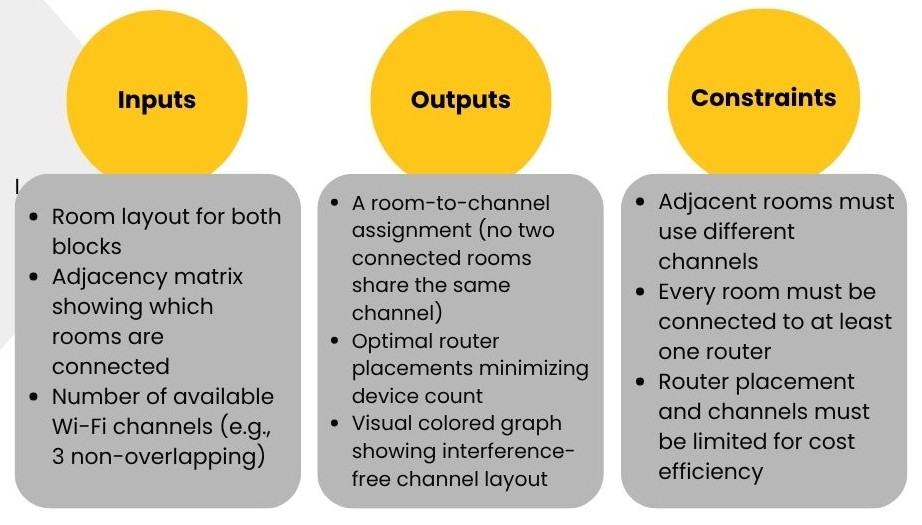 Inputs
I
• Room layout for both
blocks
• Adjacency matrix
showing which
rooms are
connected
• Number of available
Wi-Fi channels (e.g.,
3 non-overlapping)
Outputs
• A room-to-channel
assignment (no two
connected rooms
share the same
channel)
• Optimal router
placements minimizing
device count
• Visual colored graph
showing interference-
free channel layout
Constraints
• Adjacent rooms must
use different
channels
• Every room must be
connected to at least
one router
• Router placement
and channels must
be limited for cost
efficiency